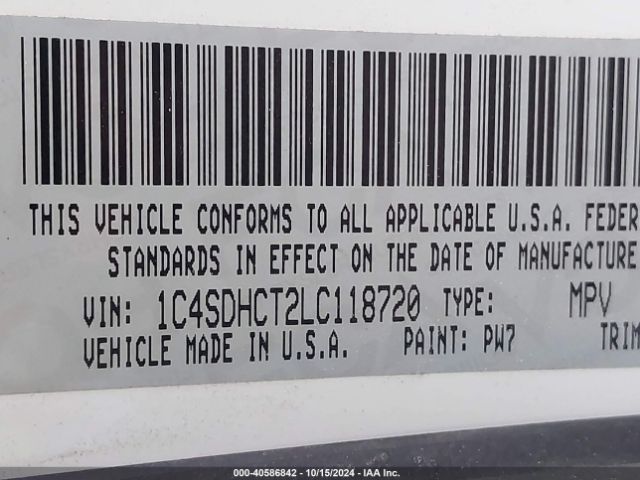 THIS VEHICLE CONFORMS TO ALL APPLICABLE U.S.A. FEDER
STANDARDS IN EFFECT ON THE DATE OF MANUFACTURE
VIN: 1C4SDHCT2LC118720 TYPE: MPV
VEHICLE MADE IN U.S.A. PAINT: PW7 TRIM
000-40586842 / 10/15/2024 - IAA Inc.